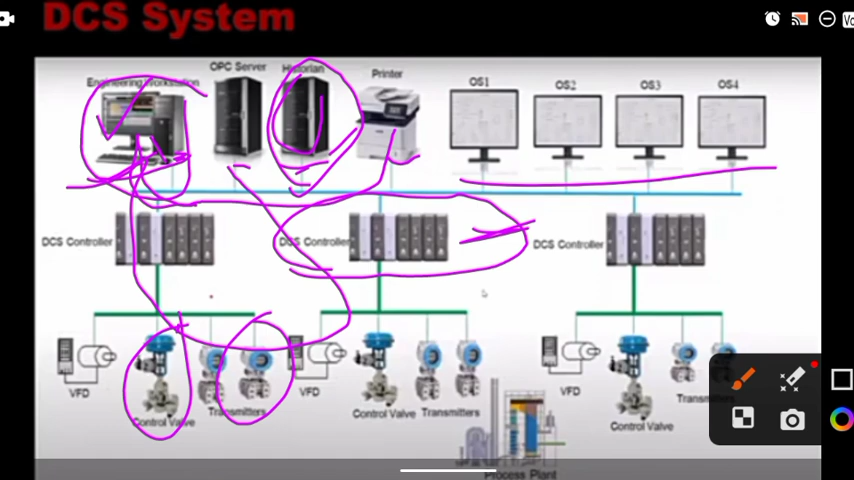 DCS System
Engineering Workstation
OPC Server
Historian
Printer
OS1
OS2
OS3
OS4
DCS Controller
DCS Controller
DCS Controller
VFD
Control Valve
Transmitters
VFD
Control Valve
Transmitters
VFD
Control Valve
Process Plant